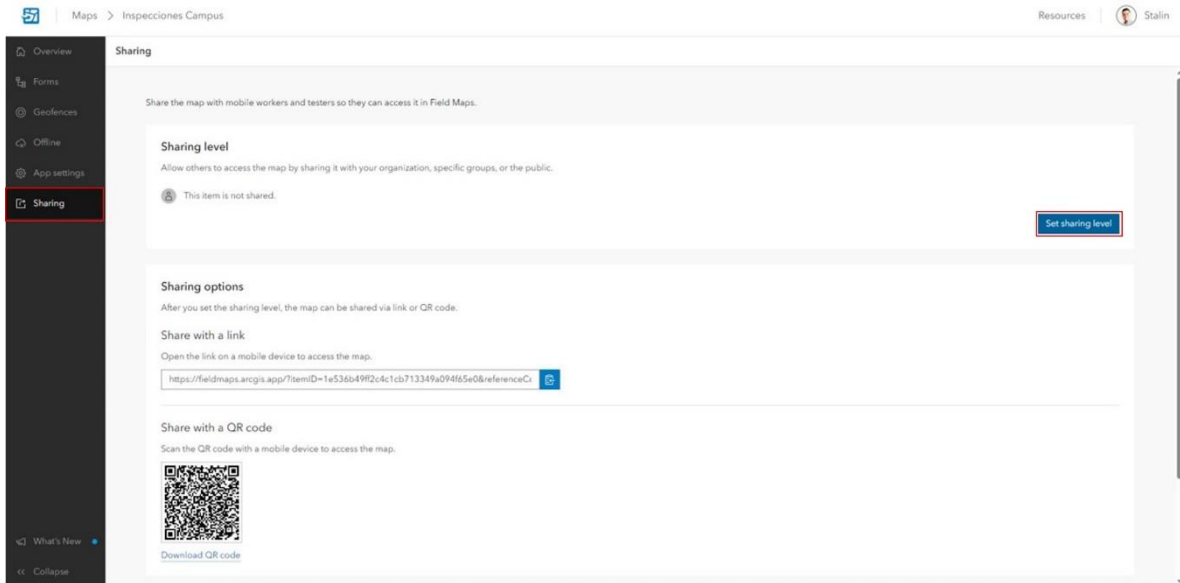 Maps > Inspecciones Campus
Resources
Stalin
Overview
Forms
Geofences
Offline
App settings
Sharing
What's New
<< Collapse
Sharing
Share the map with mobile workers and testers so they can access it in Field Maps.
Sharing level
Allow others to access the map by sharing it with your organization, specific groups, or the public.
This item is not shared.
Set sharing level
Sharing options
After you set the sharing level, the map can be shared via link or QR code.
Share with a link
Open the link on a mobile device to access the map.
https://fieldmaps.arcgis.app/?itemID=1e536b49ff2c4c1cb713349a094f65e0&referenceCo
Share with a QR code
Scan the QR code with a mobile device to access the map.
Download QR code